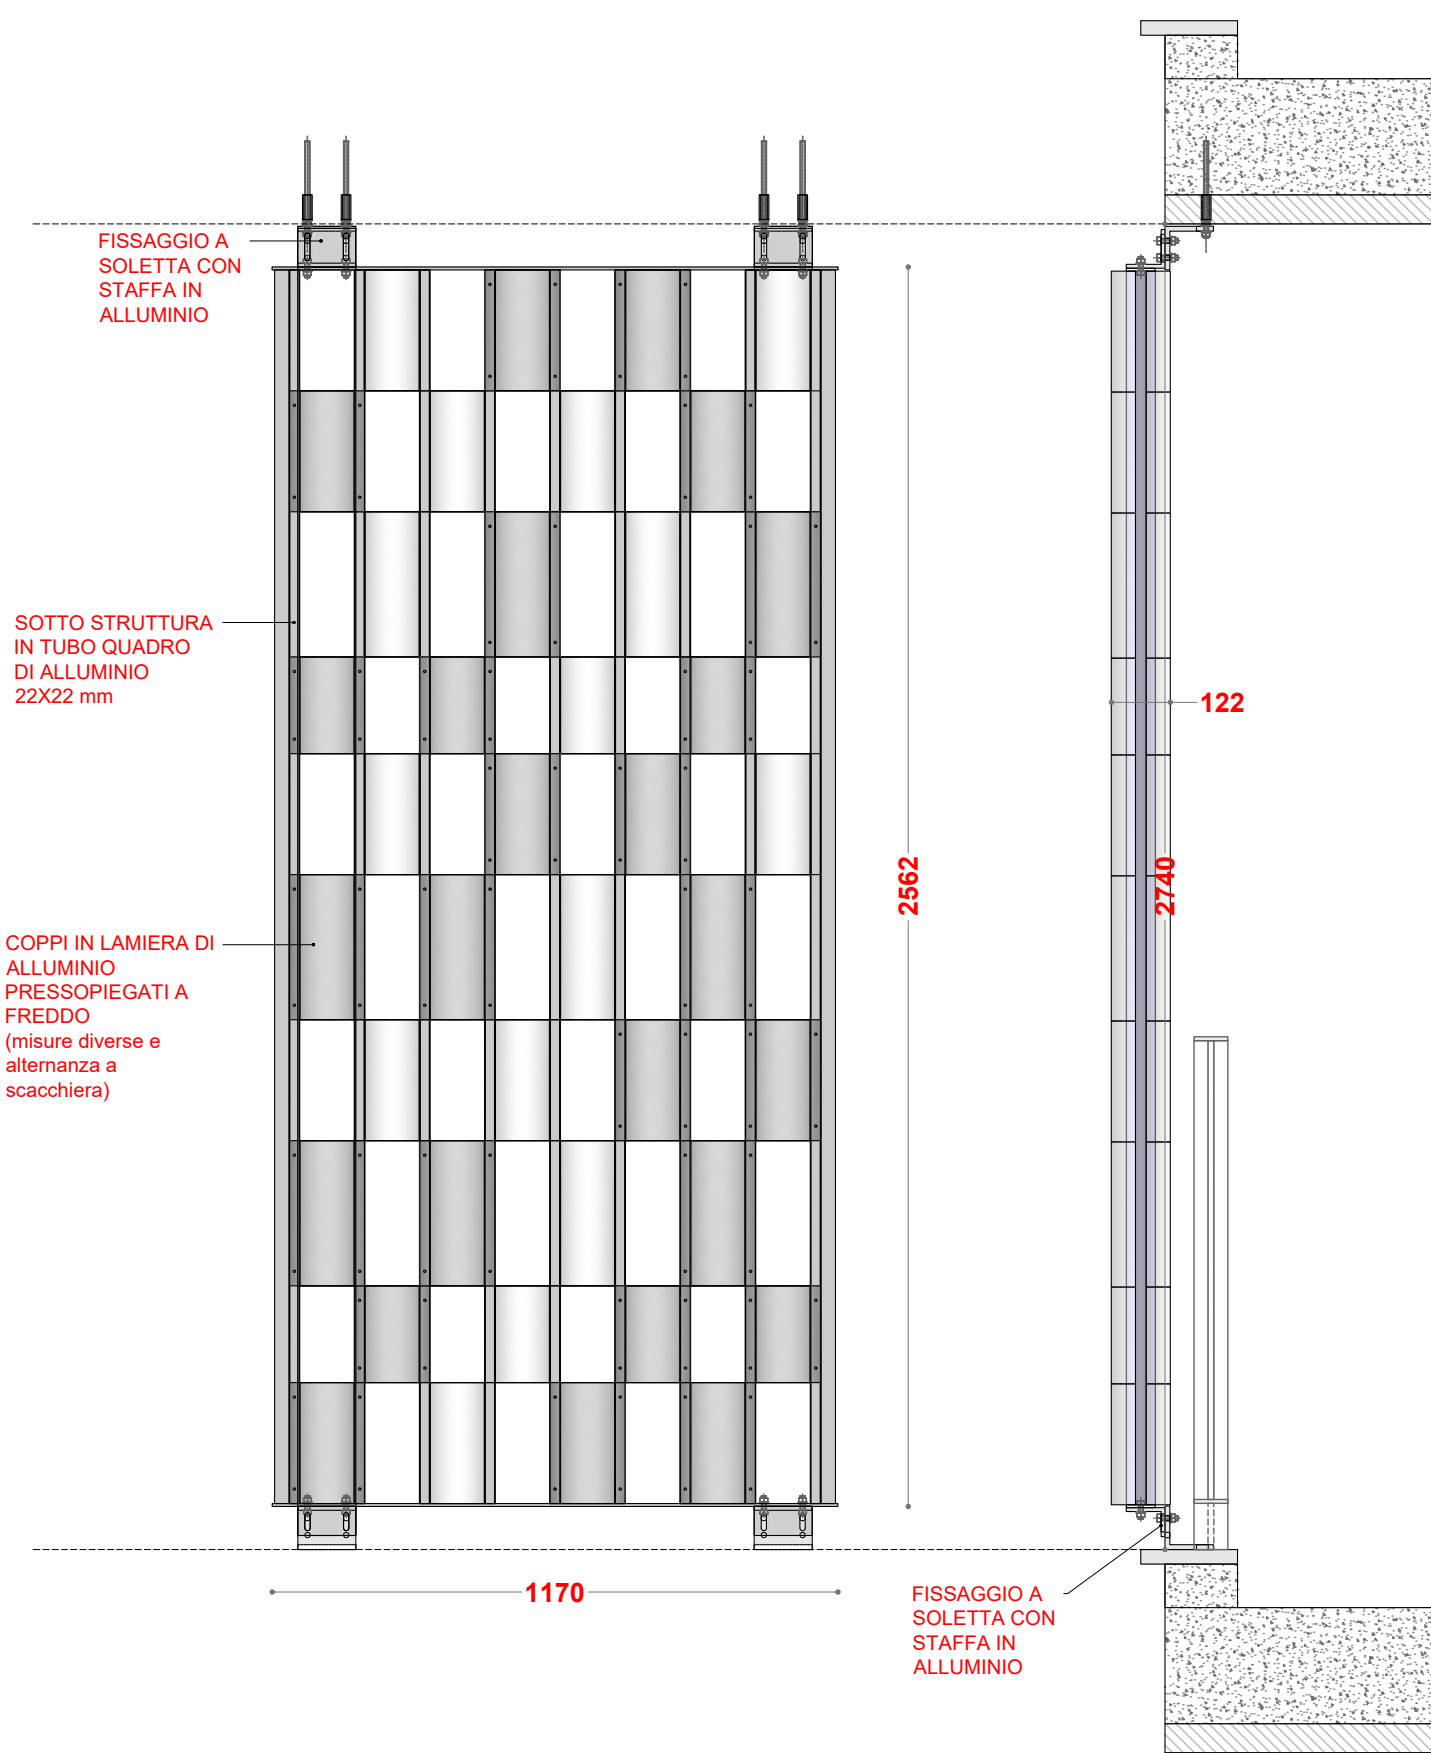 FISSAGGIO A
SOLETTA CON
STAFFA IN
ALLUMINIO
SOTTO STRUTTURA
IN TUBO QUADRO
DI ALLUMINIO
22X22 mm
122
2562
2740
COPPI IN LAMIERA DI
ALLUMINIO
PRESSOPIEGATI A
FREDDO
(misure diverse e
alternanza a
scacchiera)
1170
FISSAGGIO A
SOLETTA CON
STAFFA IN
ALLUMINIO